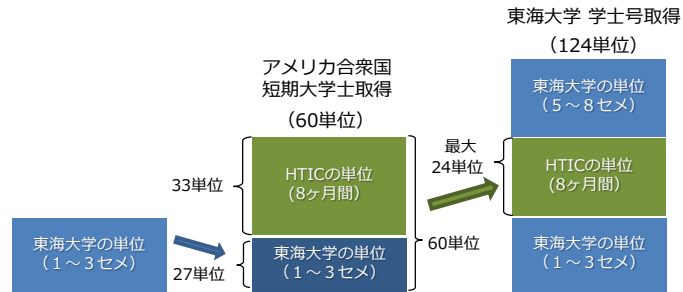 東海大学の単位
(１～３セメ)
27単位
33単位
アメリカ合衆国
短期大学士取得
(60単位)
HTICの単位
(8ヶ月間)
東海大学の単位
(１～３セメ)
60単位
最大
24単位
東海大学 学士号取得
(124単位)
東海大学の単位
(５～８セメ)
HTICの単位
(8ヶ月間)
東海大学の単位
(１～３セメ)